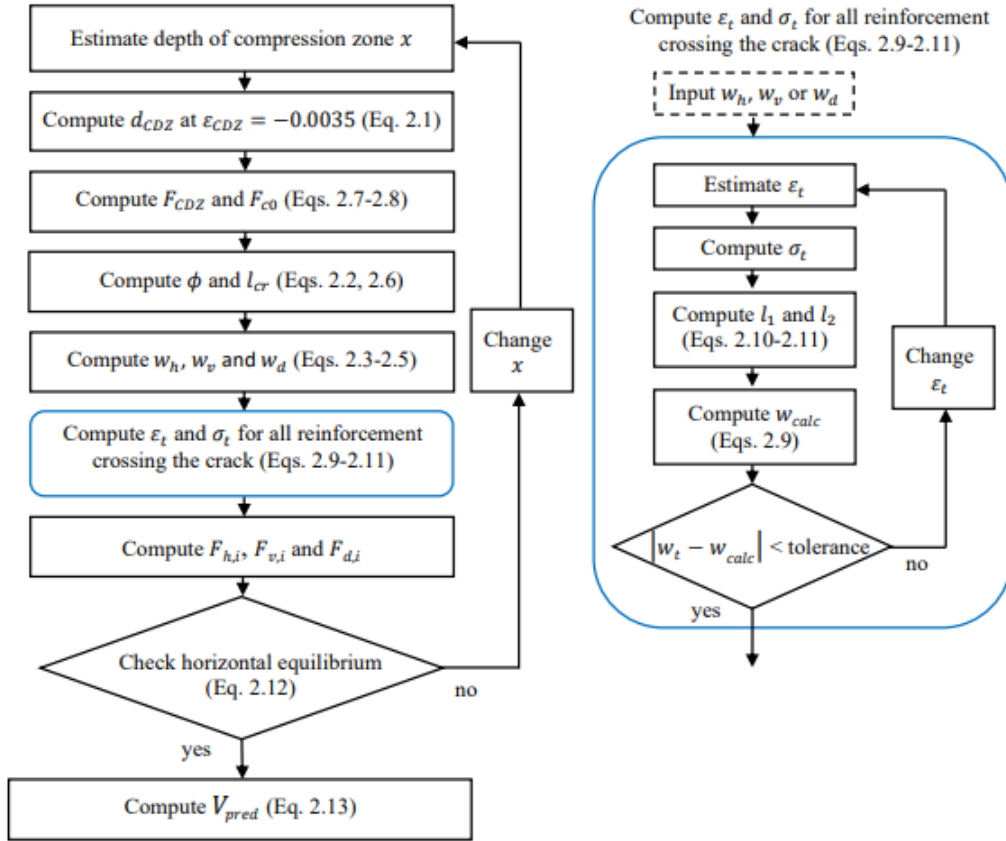 Estimate depth of compression zone x
Compute d_CDZ at ε_CDZ = −0.0035 (Eq. 2.1)
Compute F_CDZ and F_c0 (Eqs. 2.7-2.8)
Compute ϕ and l_cr (Eqs. 2.2, 2.6)
Compute w_h, w_v and w_d (Eqs. 2.3-2.5)
Compute ε_t and σ_t for all reinforcement
crossing the crack (Eqs. 2.9-2.11)
Compute F_h,i, F_v,i and F_d,i
Check horizontal equilibrium
(Eq. 2.12)
no
yes
Change
x
Compute V_pred (Eq. 2.13)
Compute ε_t and σ_t for all reinforcement
crossing the crack (Eqs. 2.9-2.11)
Input w_h, w_v or w_d
Estimate ε_t
Compute σ_t
Compute l_1 and l_2
(Eqs. 2.10-2.11)
Compute w_calc
(Eq. 2.9)
|w_t − w_calc| < tolerance
no
yes
Change
ε_t